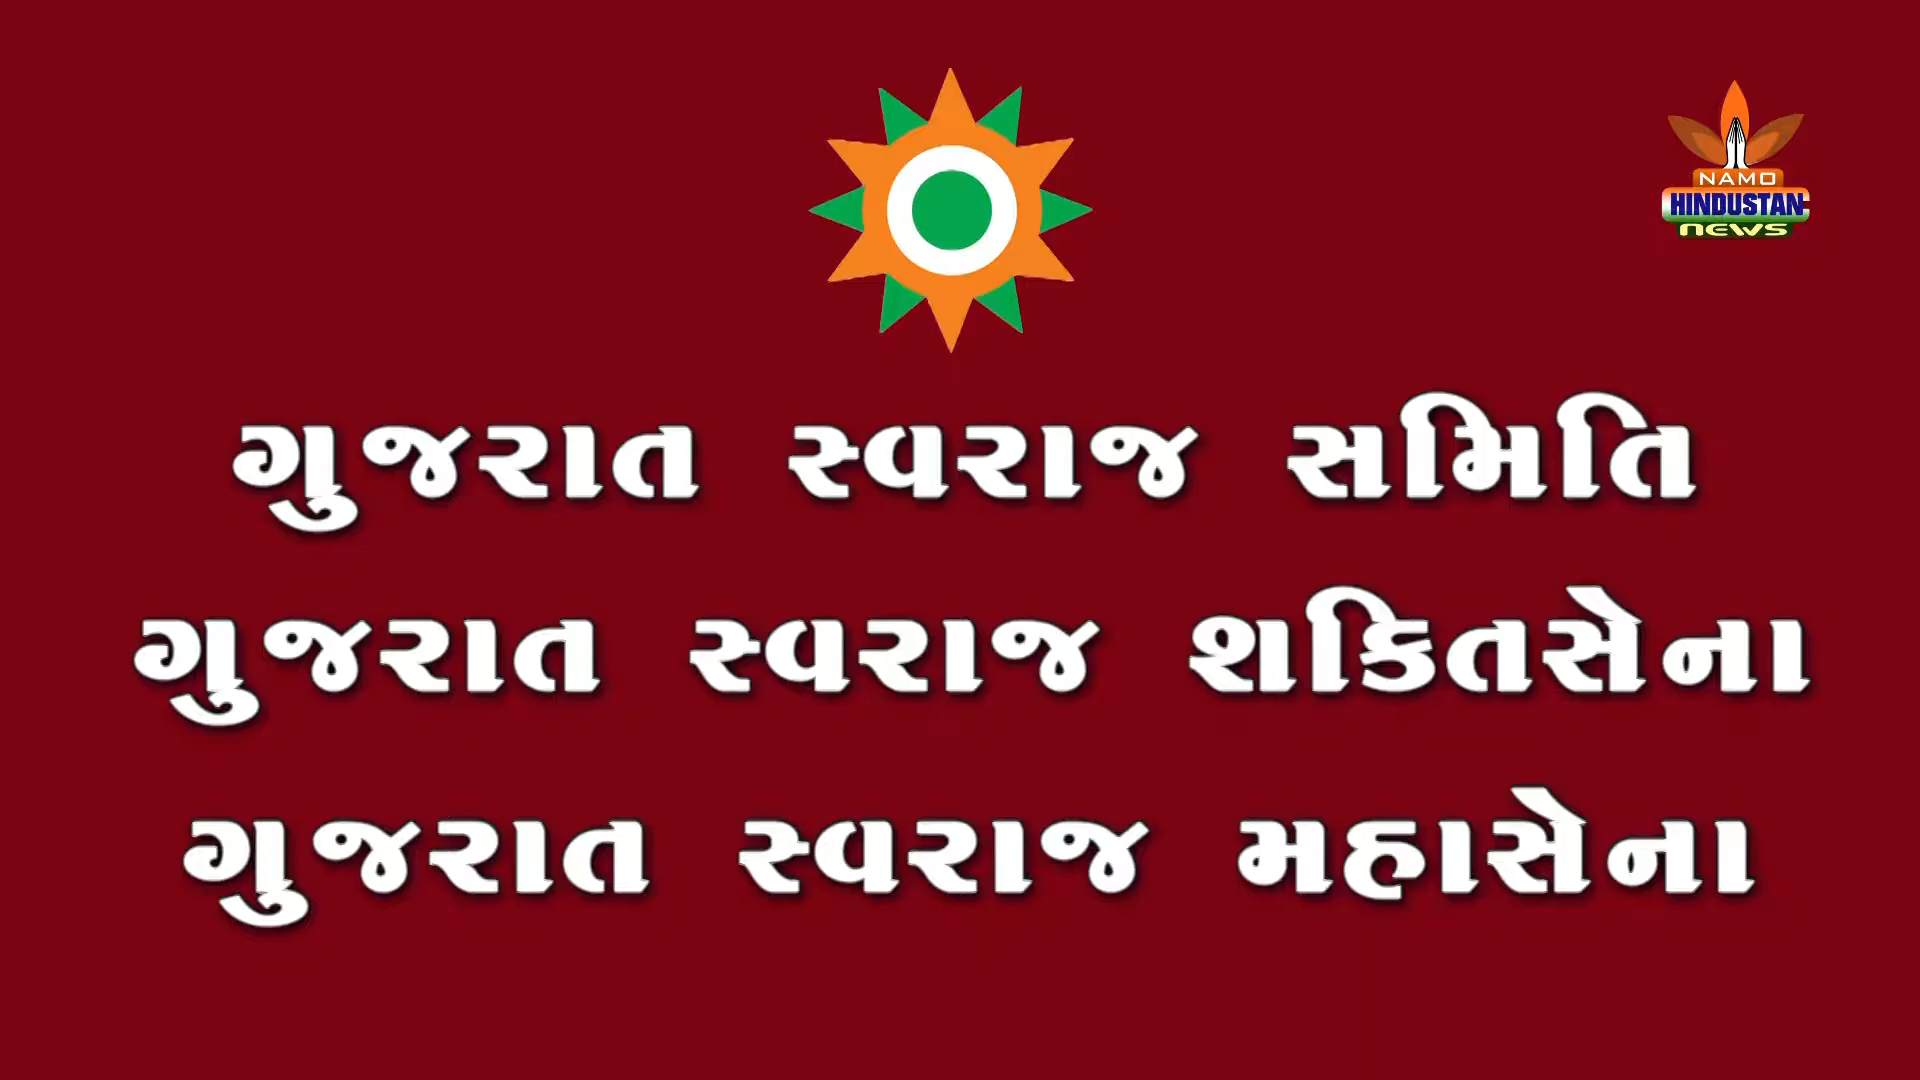 NAMO
HINDUSTAN
NEWS
ગુજરાત સ્વરાજ સમિતિ
ગુજરાત સ્વરાજ શકિતસેના
ગુજરાત સ્વરાજ મહાસેના